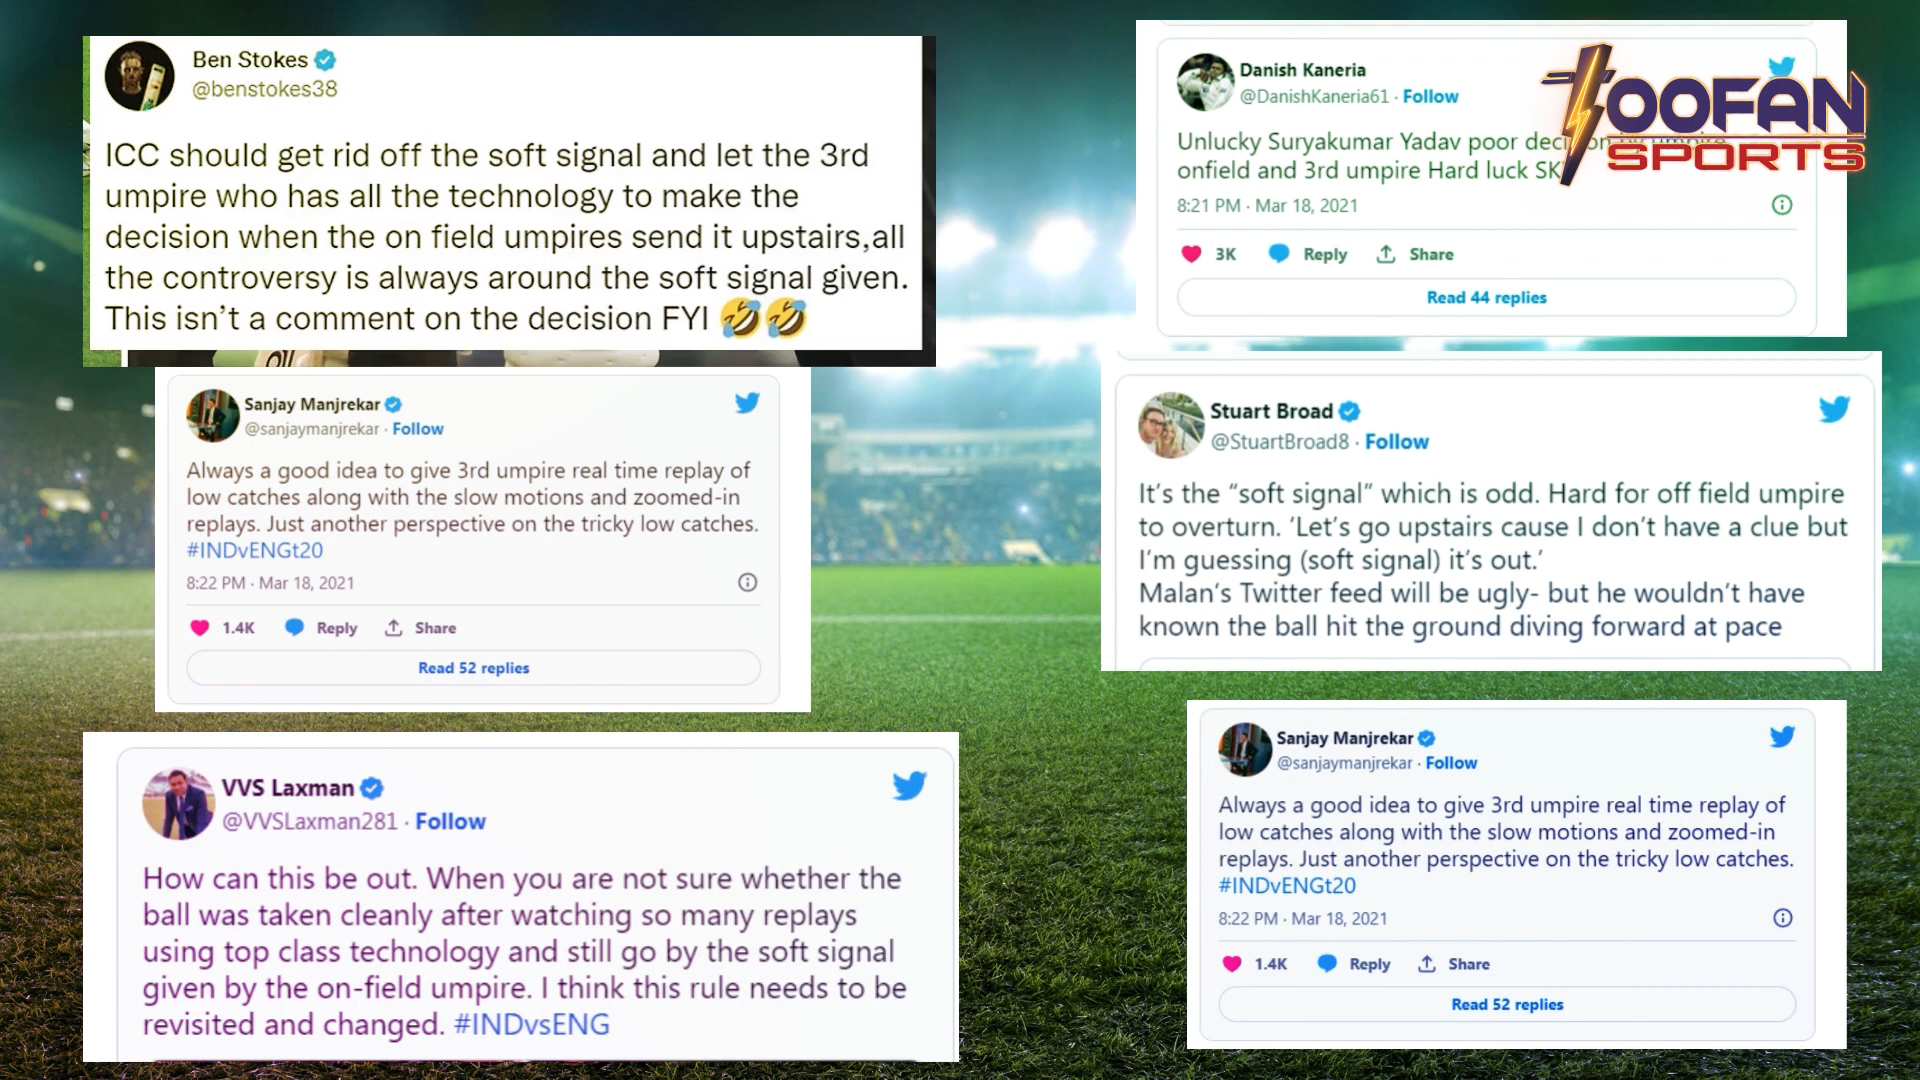 Ben Stokes
@benstokes38
ICC should get rid off the soft signal and let the 3rd
umpire who has all the technology to make the
decision when the on field umpires send it upstairs,all
the controversy is always around the soft signal given.
This isn't a comment on the decision FYI 🤣🤣
Sanjay Manjrekar
@sanjaymanjrekar · Follow
Always a good idea to give 3rd umpire real time replay of
low catches along with the slow motions and zoomed-in
replays. Just another perspective on the tricky low catches.
#INDvENGt20
8:22 PM · Mar 18, 2021
1.4K Reply Share
Read 52 replies
VVS Laxman
@VVSLaxman281 · Follow
How can this be out. When you are not sure whether the
ball was taken cleanly after watching so many replays
using top class technology and still go by the soft signal
given by the on-field umpire. I think this rule needs to be
revisited and changed. #INDvsENG
TOOFAN
SPORTS
Danish Kaneria
@DanishKaneria61 · Follow
Unlucky Suryakumar Yadav poor decision by umpire
onfield and 3rd umpire Hard luck SK
8:21 PM · Mar 18, 2021
3K Reply Share
Read 44 replies
Stuart Broad
@StuartBroad8 · Follow
It's the “soft signal” which is odd. Hard for off field umpire
to overturn. ‘Let's go upstairs cause I don't have a clue but
I'm guessing (soft signal) it's out.’
Malan's Twitter feed will be ugly- but he wouldn't have
known the ball hit the ground diving forward at pace
Sanjay Manjrekar
@sanjaymanjrekar · Follow
Always a good idea to give 3rd umpire real time replay of
low catches along with the slow motions and zoomed-in
replays. Just another perspective on the tricky low catches.
#INDvENGt20
8:22 PM · Mar 18, 2021
1.4K Reply Share
Read 52 replies